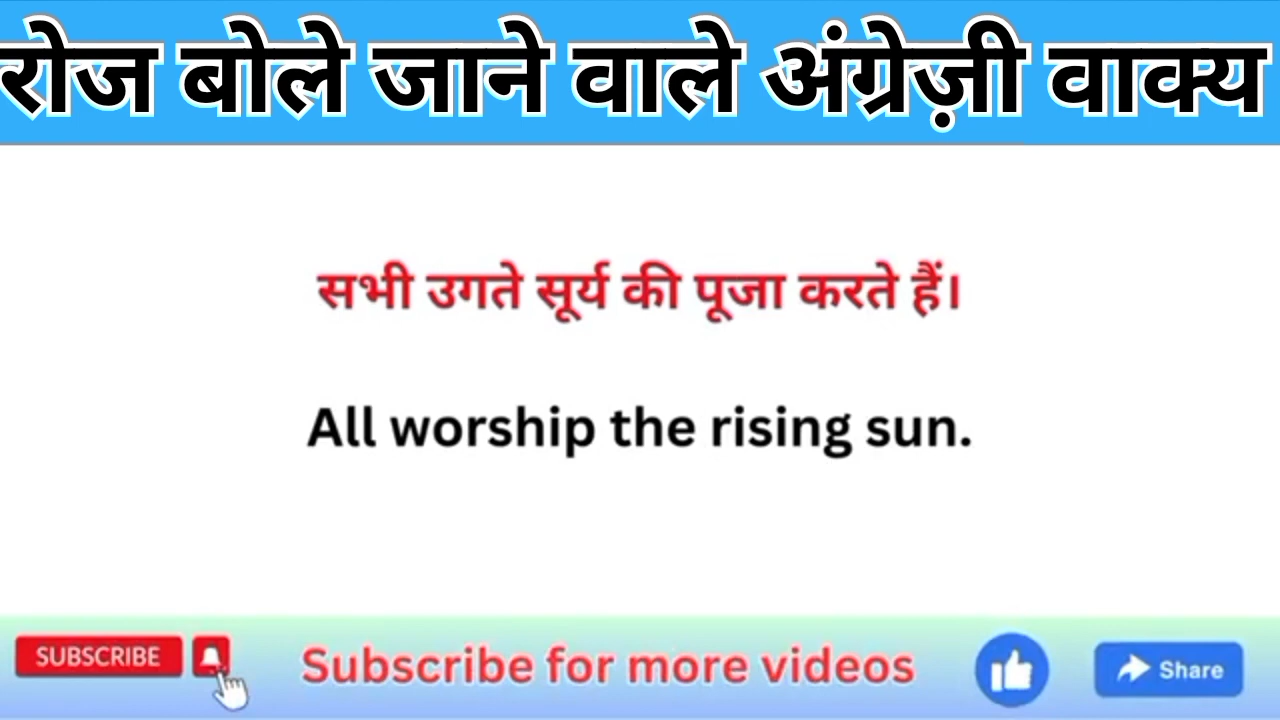 रोज बोले जाने वाले अंग्रेज़ी वाक्य
सभी उगते सूर्य की पूजा करते हैं।
All worship the rising sun.
SUBSCRIBE
Subscribe for more videos
Share